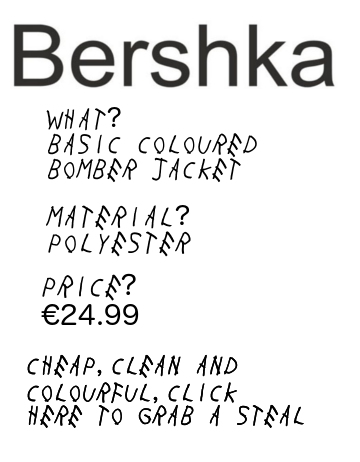 Bershka
WHAT?
BASIC COLOURED
BOMBER JACKET
MATERIAL?
POLYESTER
PRICE?
€24.99
CHEAP, CLEAN AND
COLOURFUL, CLICK
HERE TO GRAB A STEAL